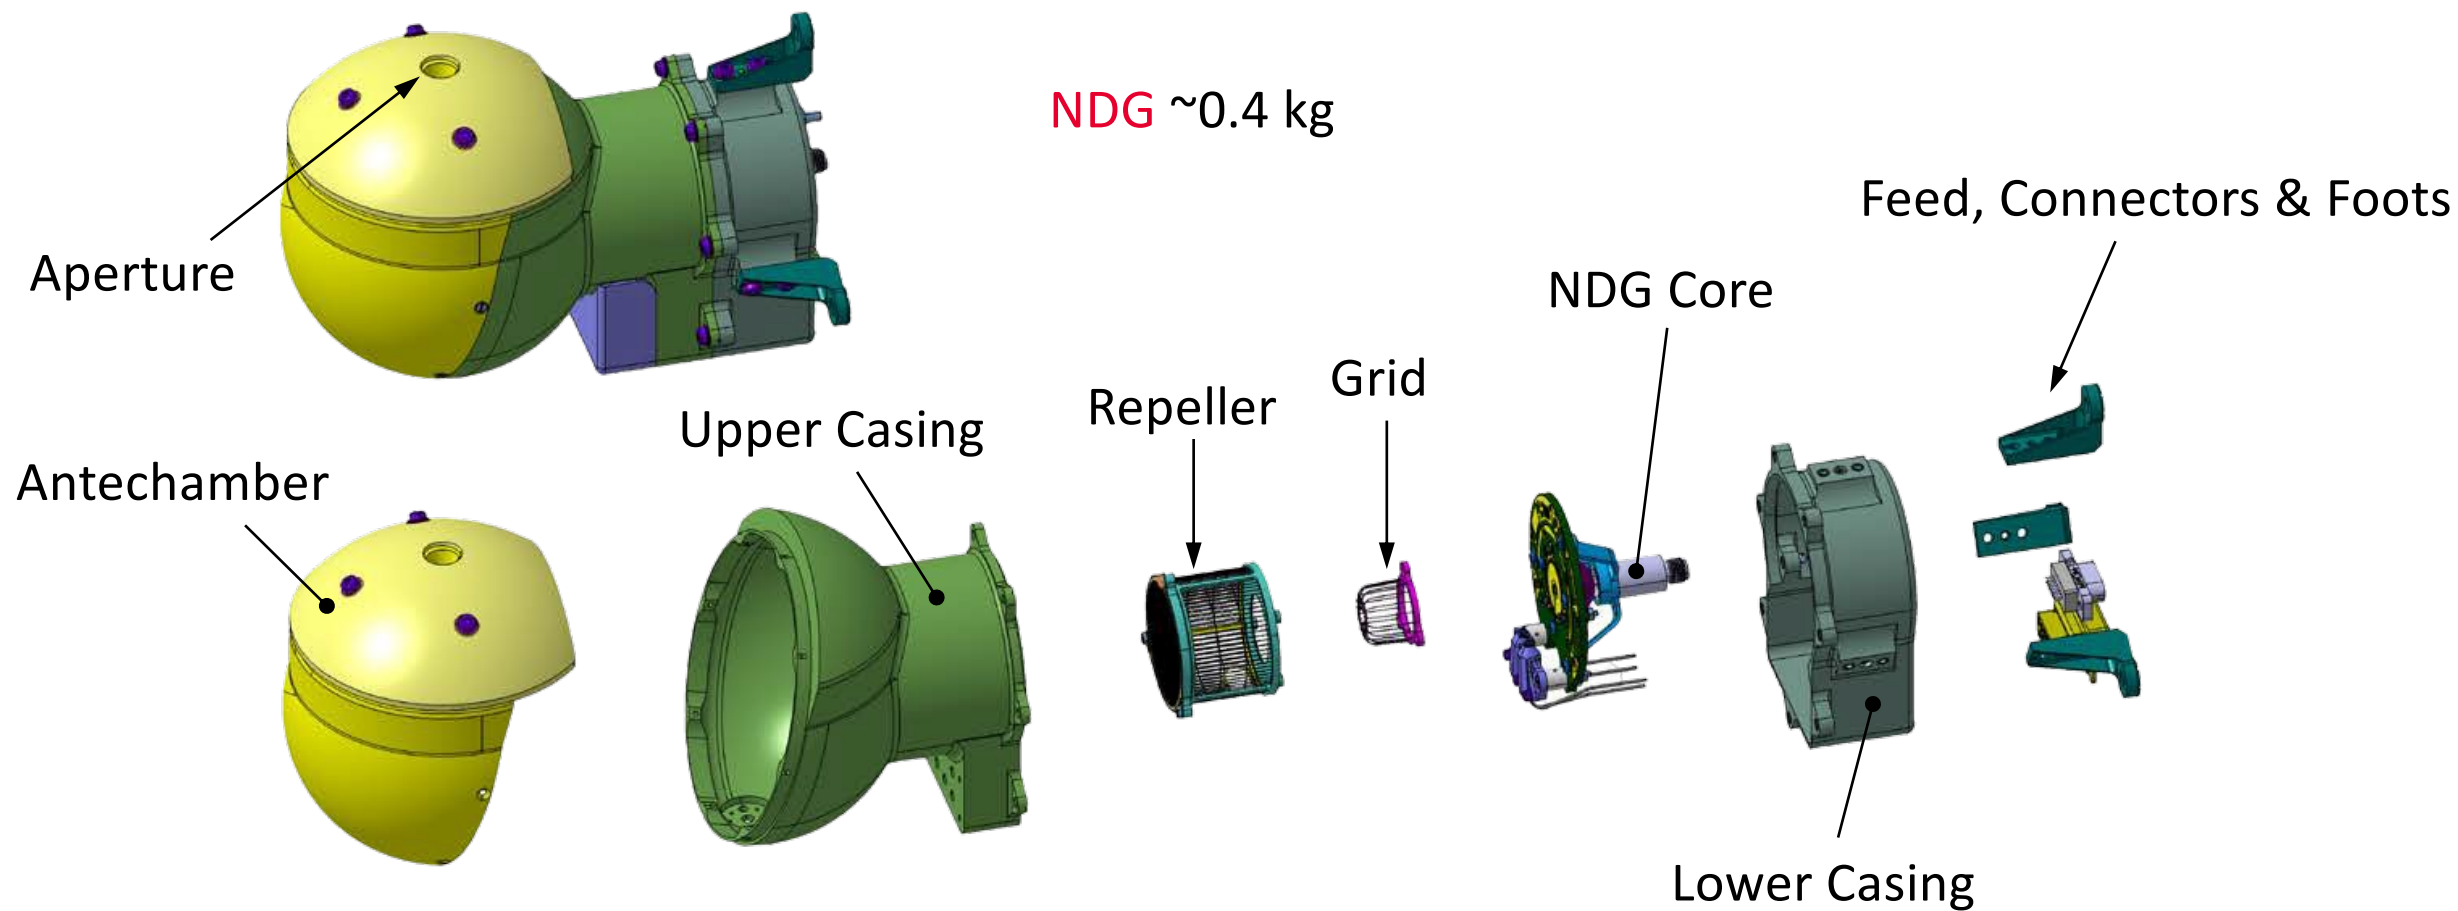 NDG ~0.4 kg
Aperture
Feed, Connectors & Foots
NDG Core
Grid
Repeller
Upper Casing
Antechamber
Lower Casing